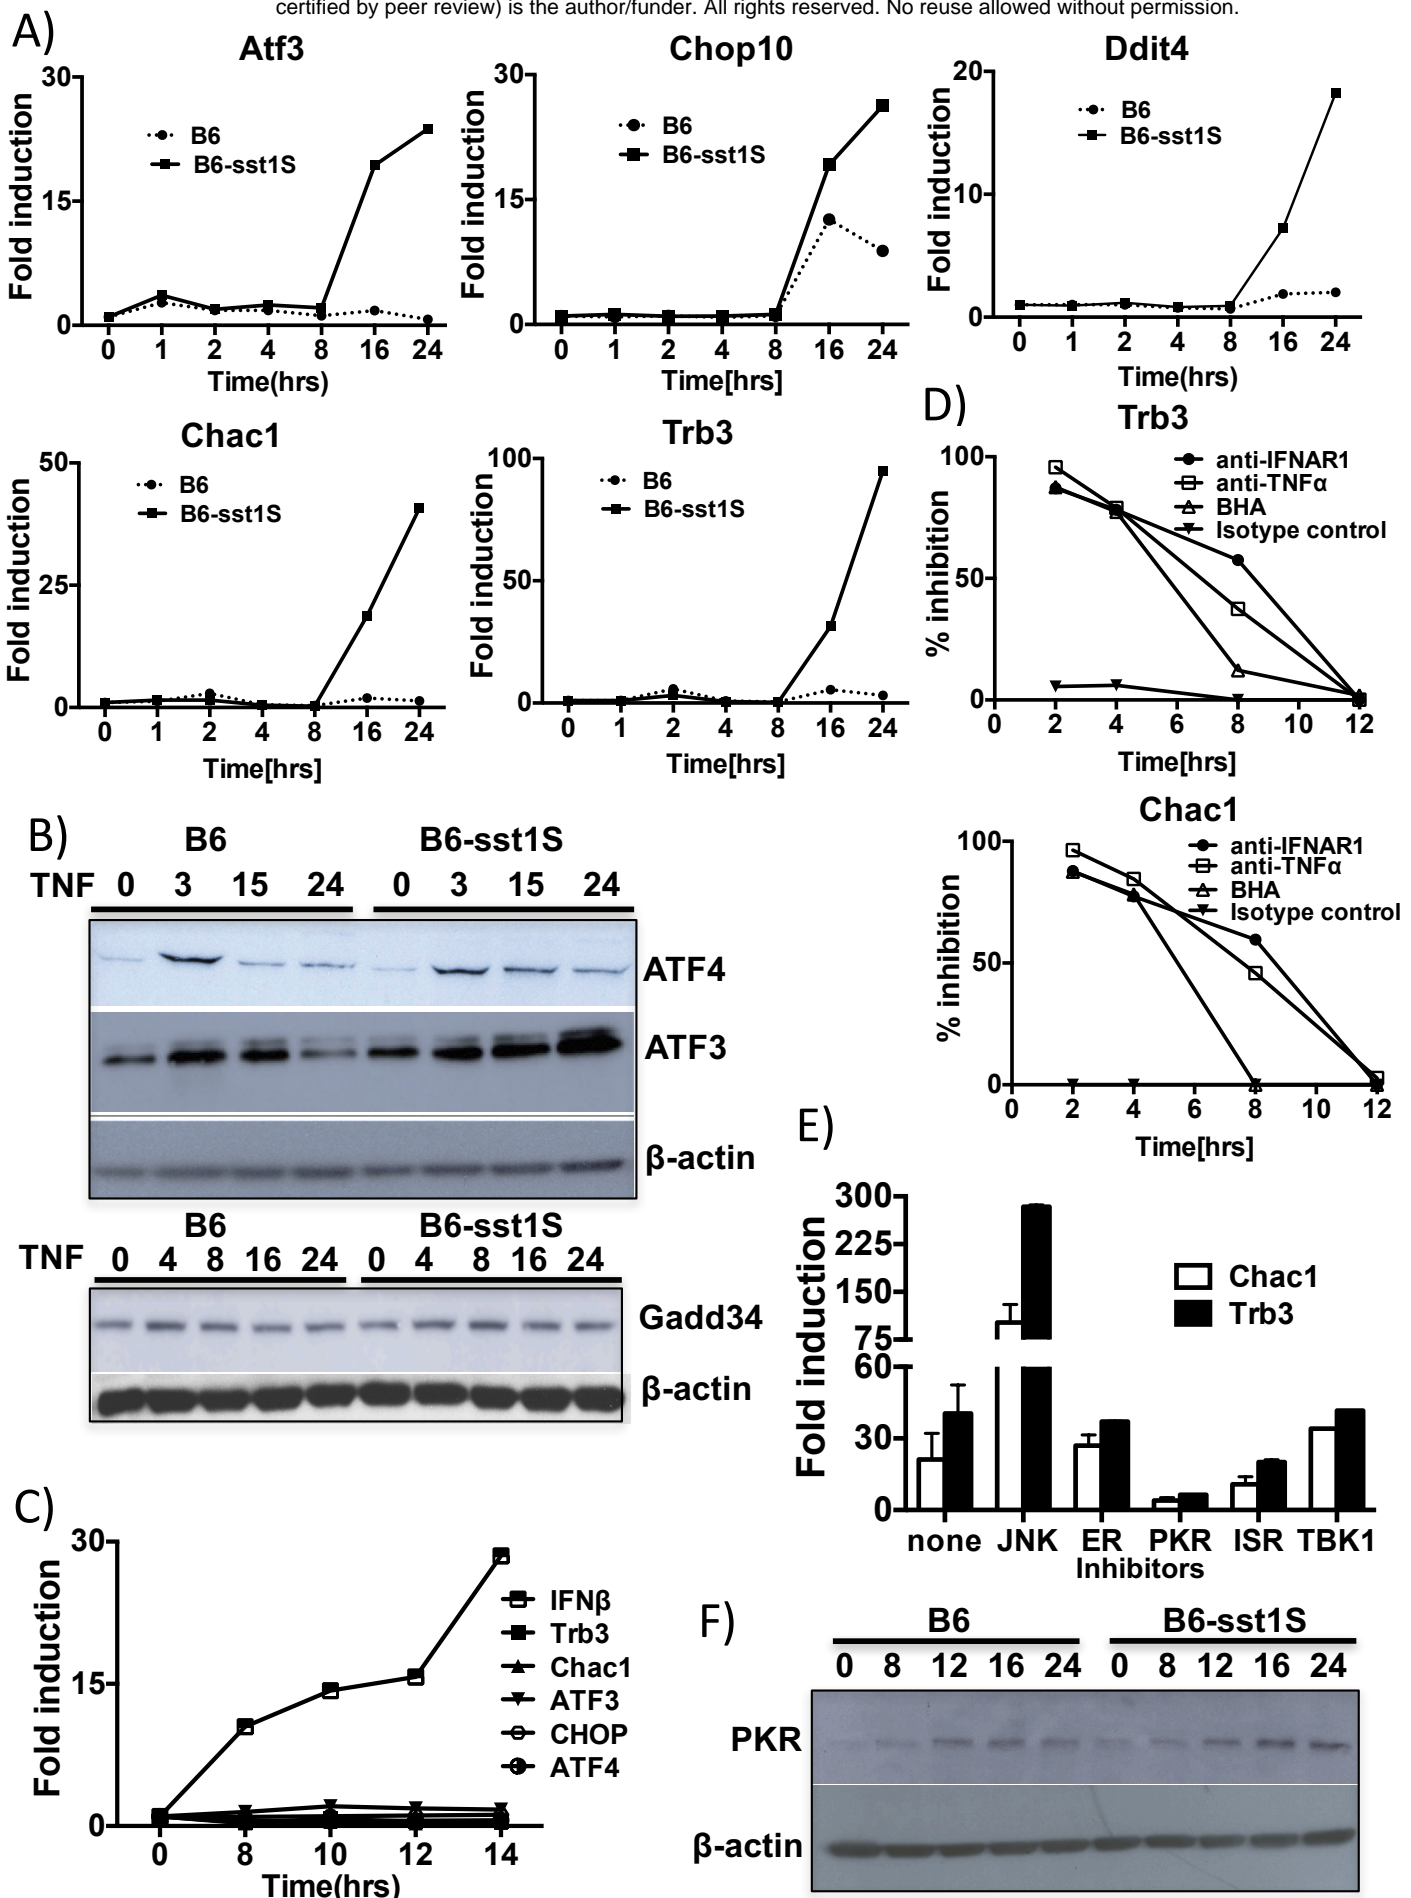 certified by peer review) is the author/funder. All rights reserved. No reuse allowed without permission.
A)
Atf3
Fold induction
30
15
0
B6
B6-sst1S
0 1 2 4 8 16 24
Time(hrs)
Chop10
Fold induction
30
15
0
B6
B6-sst1S
0 1 2 4 8 16 24
Time[hrs]
Ddit4
Fold induction
20
10
0
B6
B6-sst1S
0 1 2 4 8 16 24
Time(hrs)
Chac1
Fold induction
50
25
0
B6
B6-sst1S
0 1 2 4 8 16 24
Time[hrs]
Trb3
Fold induction
100
50
0
B6
B6-sst1S
0 1 2 4 8 16 24
Time[hrs]
D)
Trb3
% inhibition
100
50
0
anti-IFNAR1
anti-TNFα
BHA
Isotype control
0 2 4 6 8 10 12
Time[hrs]
Chac1
% inhibition
100
50
0
anti-IFNAR1
anti-TNFα
BHA
Isotype control
0 2 4 6 8 10 12
Time[hrs]
B)
B6 B6-sst1S
TNF 0 3 15 24 0 3 15 24
ATF4
ATF3
β-actin
B6 B6-sst1S
TNF 0 4 8 16 24 0 4 8 16 24
Gadd34
β-actin
E)
Fold induction
300
225
150
75
60
30
0
Chac1
Trb3
none JNK ER PKR ISR TBK1
Inhibitors
C)
Fold induction
30
15
0
IFNβ
Trb3
Chac1
ATF3
CHOP
ATF4
0 8 10 12 14
Time(hrs)
F)
B6 B6-sst1S
0 8 12 16 24 0 8 12 16 24
PKR
β-actin